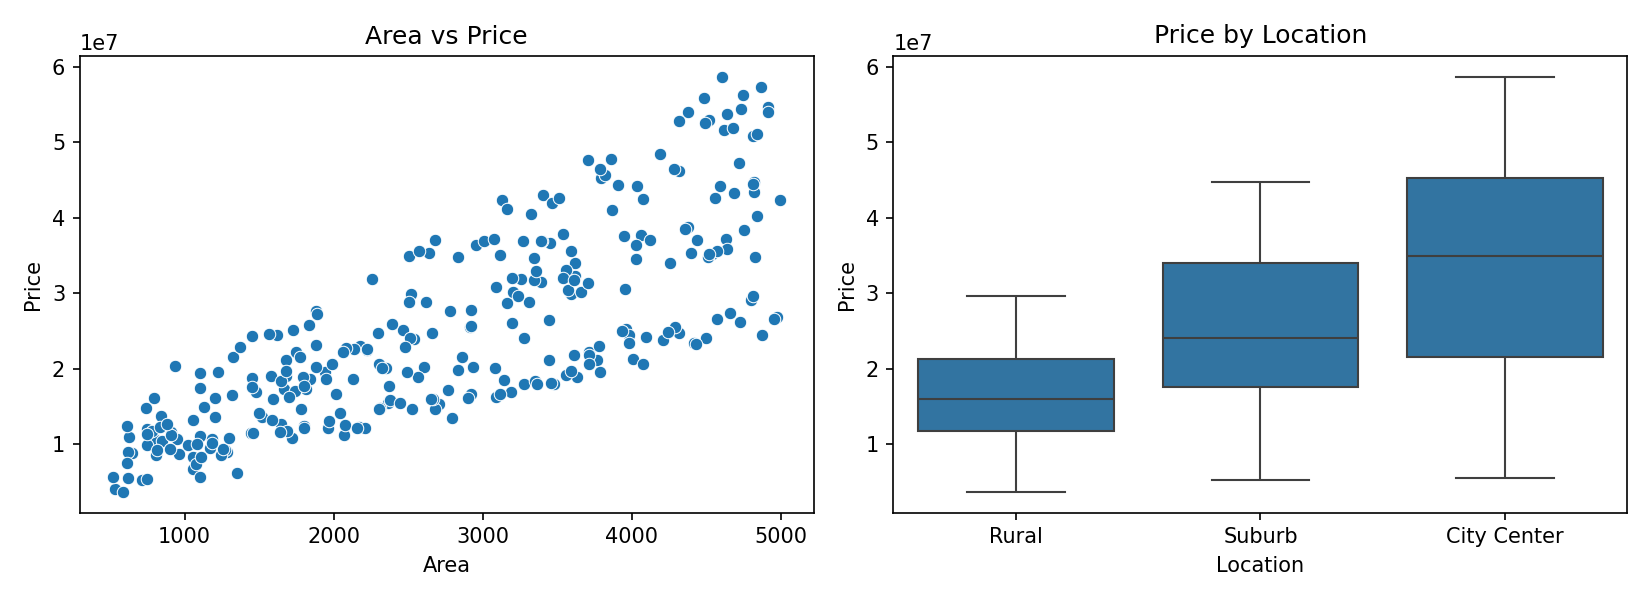 Area vs Price
1e7
6
5
4
3
2
1
Price
1000 2000 3000 4000 5000
Area
Price by Location
1e7
6
5
4
3
2
1
Price
Rural Suburb City Center
Location